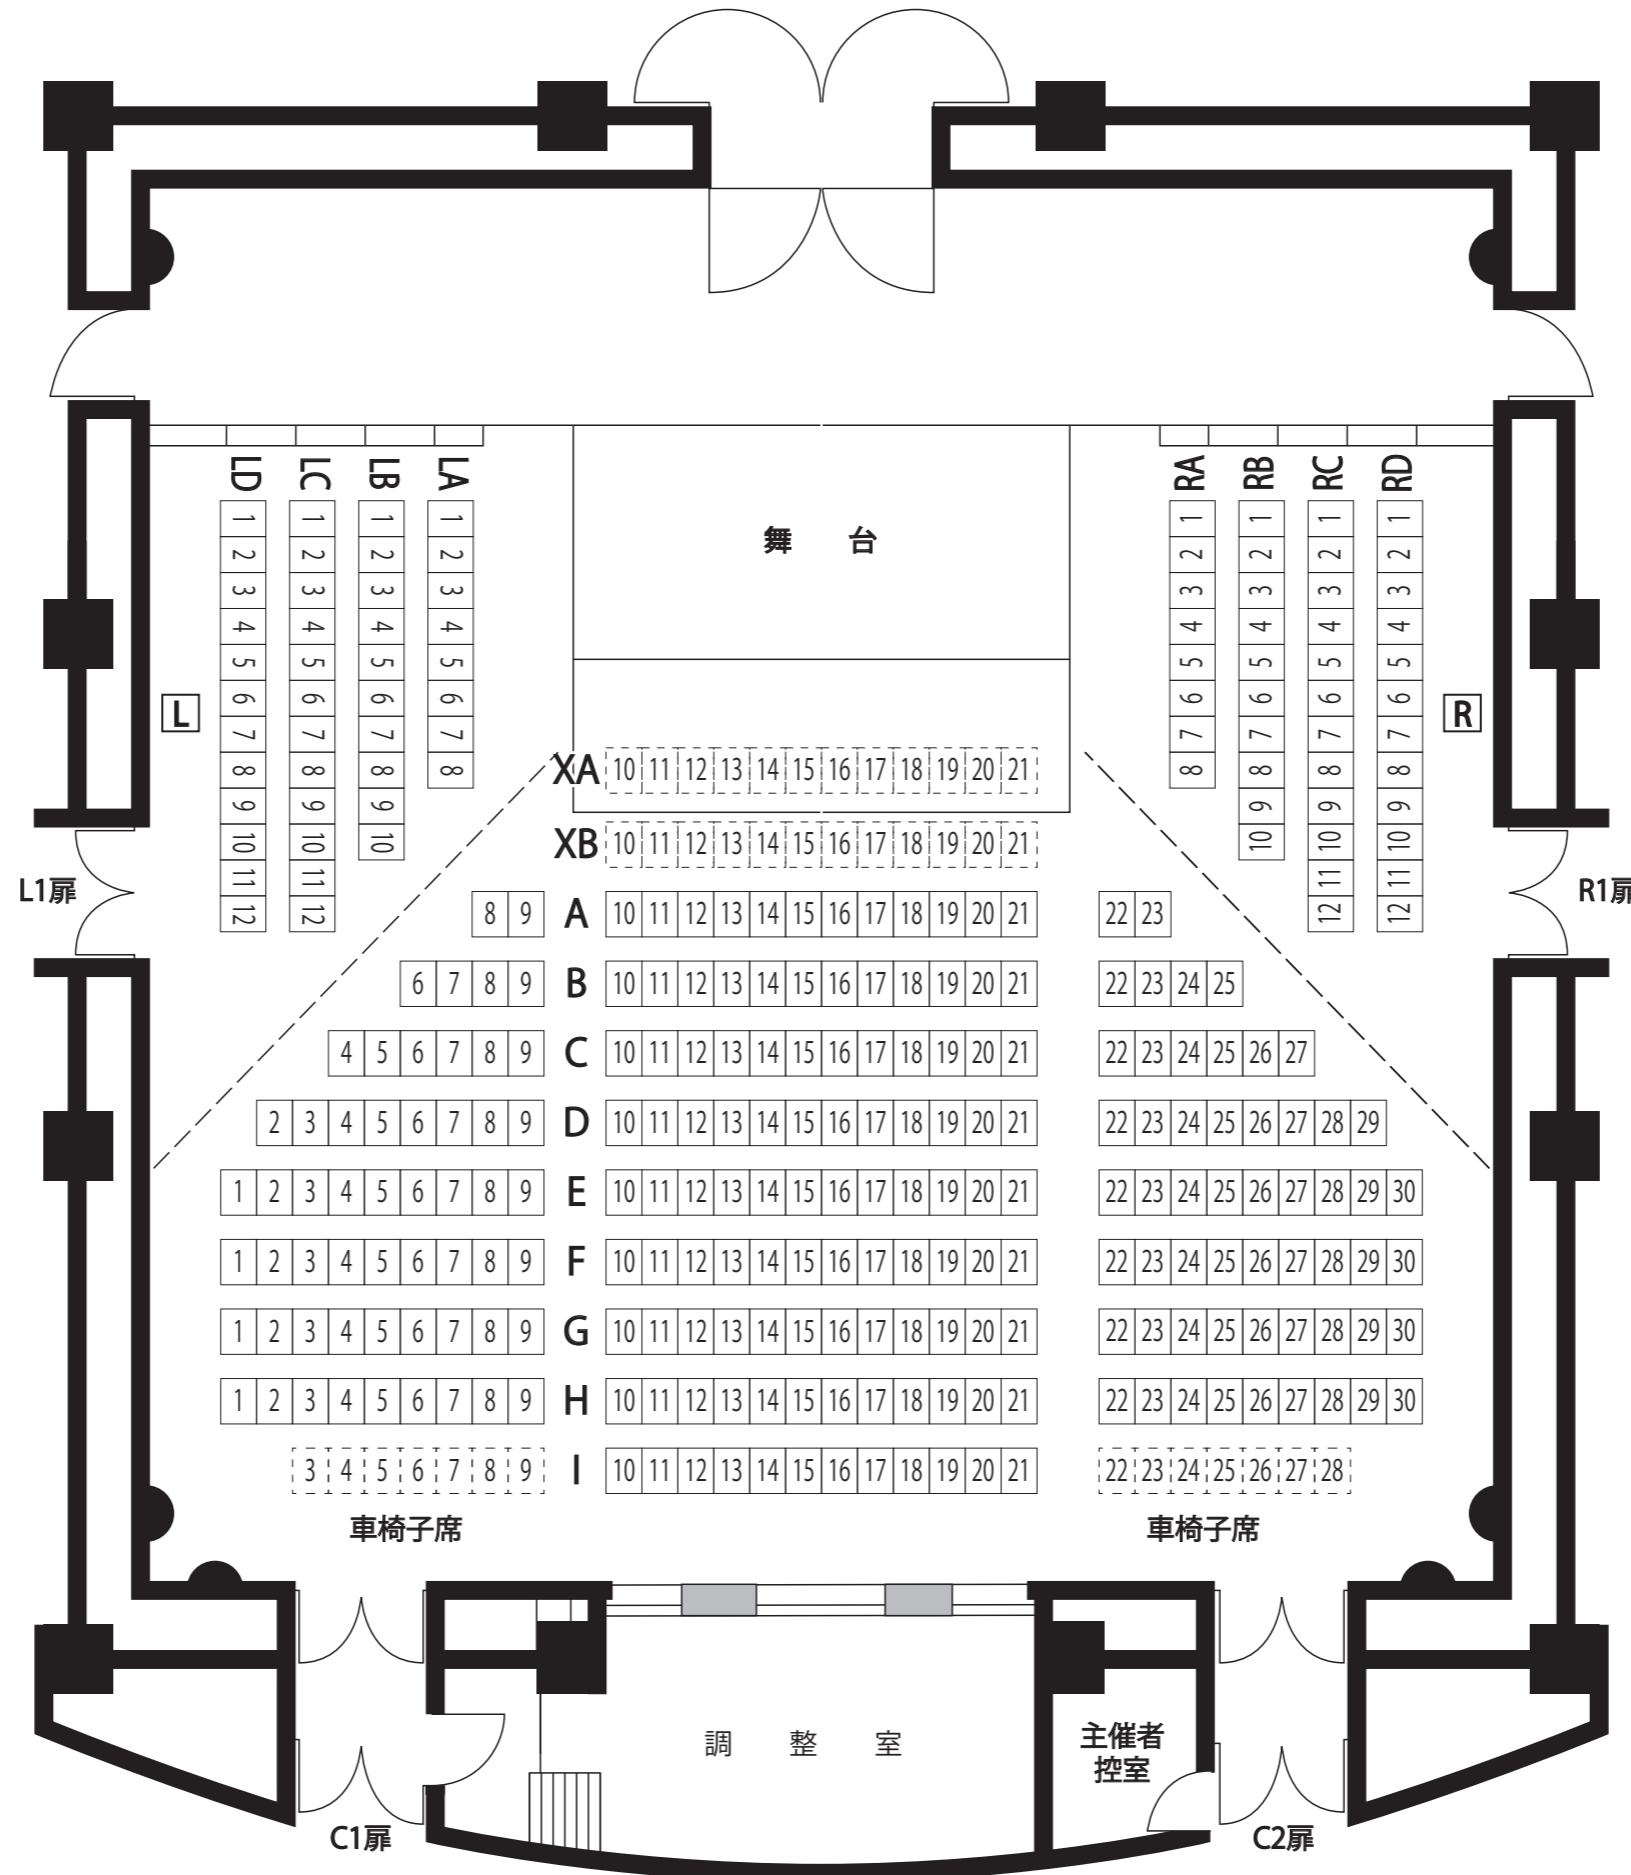 LD LC LB LA
1 2 3 4 5 6 7 8 9 10 11 12
1 2 3 4 5 6 7 8 9 10 11 12
1 2 3 4 5 6 7 8 9 10
1 2 3 4 5 6 7 8
舞 台
RA RB RC RD
1 2 3 4 5 6 7 8
1 2 3 4 5 6 7 8 9 10
1 2 3 4 5 6 7 8 9 10 11 12
1 2 3 4 5 6 7 8 9 10 11 12
L
R
XA 10 11 12 13 14 15 16 17 18 19 20 21
XB 10 11 12 13 14 15 16 17 18 19 20 21
L1扉
R1扉
8 9 A 10 11 12 13 14 15 16 17 18 19 20 21 22 23
6 7 8 9 B 10 11 12 13 14 15 16 17 18 19 20 21 22 23 24 25
4 5 6 7 8 9 C 10 11 12 13 14 15 16 17 18 19 20 21 22 23 24 25 26 27
2 3 4 5 6 7 8 9 D 10 11 12 13 14 15 16 17 18 19 20 21 22 23 24 25 26 27 28 29
1 2 3 4 5 6 7 8 9 E 10 11 12 13 14 15 16 17 18 19 20 21 22 23 24 25 26 27 28 29 30
1 2 3 4 5 6 7 8 9 F 10 11 12 13 14 15 16 17 18 19 20 21 22 23 24 25 26 27 28 29 30
1 2 3 4 5 6 7 8 9 G 10 11 12 13 14 15 16 17 18 19 20 21 22 23 24 25 26 27 28 29 30
1 2 3 4 5 6 7 8 9 H 10 11 12 13 14 15 16 17 18 19 20 21 22 23 24 25 26 27 28 29 30
3 4 5 6 7 8 9 I 10 11 12 13 14 15 16 17 18 19 20 21 22 23 24 25 26 27 28
車椅子席
車椅子席
調 整 室
主催者
控室
C1扉
C2扉